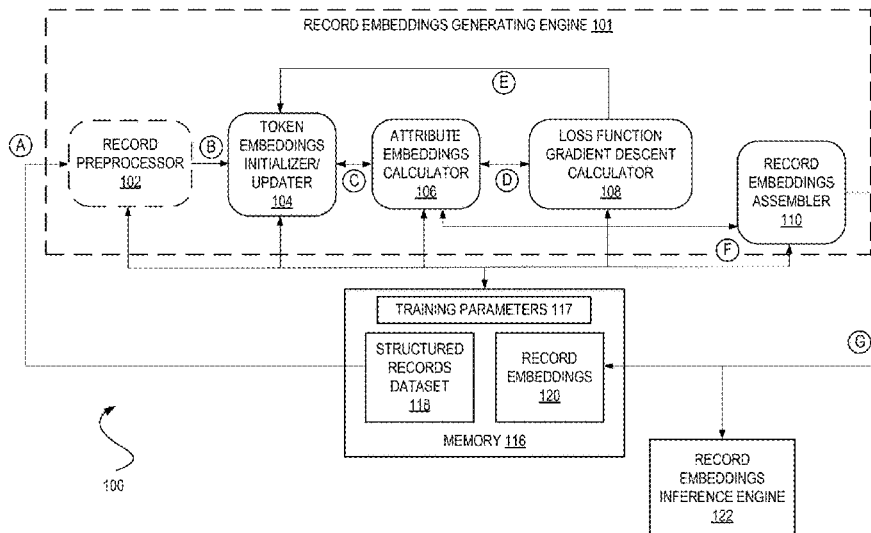 RECORD EMBEDDINGS GENERATING ENGINE 101
E
A
RECORD
PREPROCESSOR
102
B
TOKEN
EMBEDDINGS
INITIALIZER/
UPDATER
104
C
ATTRIBUTE
EMBEDDINGS
CALCULATOR
106
D
LOSS FUNCTION
GRADIENT DESCENT
CALCULATOR
108
RECORD
EMBEDDINGS
ASSEMBLER
110
F
TRAINING PARAMETERS 117
STRUCTURED
RECORDS
DATASET
118
RECORD
EMBEDDINGS
120
MEMORY 116
G
100
RECORD
EMBEDDINGS
INFERENCE ENGINE
122